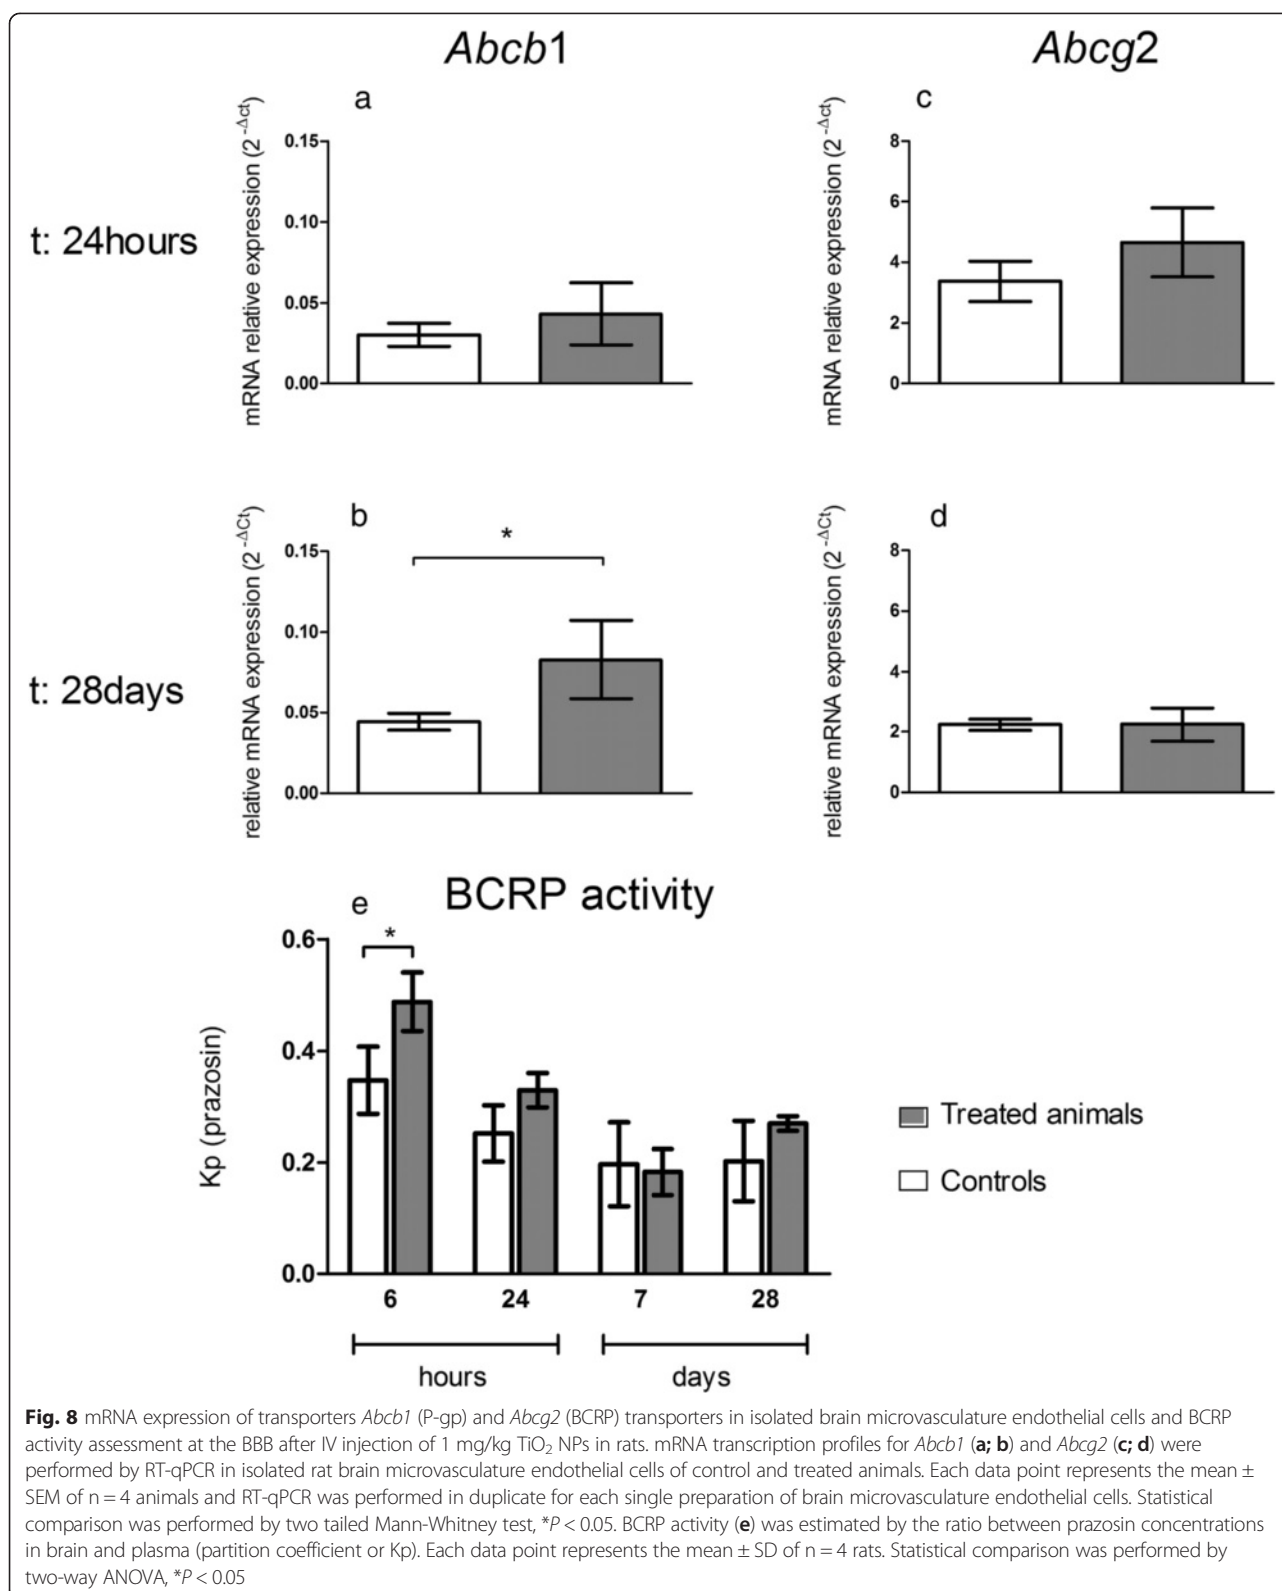 Abcb1
Abcg2
t: 24hours
a
mRNA relative expression (2^-Δct)
0.15
0.10
0.05
0.00
c
mRNA relative expression (2^-Δct)
8
6
4
2
0
t: 28days
b
*
relative mRNA expression (2^-ΔCt)
0.15
0.10
0.05
0.00
d
relative mRNA expression (2^-ΔCt)
8
6
4
2
0
BCRP activity
e
*
Kp (prazosin)
0.6
0.4
0.2
0.0
6 24 7 28
hours days
Treated animals
Controls
Fig. 8 mRNA expression of transporters Abcb1 (P-gp) and Abcg2 (BCRP) transporters in isolated brain microvasculature endothelial cells and BCRP
activity assessment at the BBB after IV injection of 1 mg/kg TiO₂ NPs in rats. mRNA transcription profiles for Abcb1 (a; b) and Abcg2 (c; d) were
performed by RT-qPCR in isolated rat brain microvasculature endothelial cells of control and treated animals. Each data point represents the mean ±
SEM of n = 4 animals and RT-qPCR was performed in duplicate for each single preparation of brain microvasculature endothelial cells. Statistical
comparison was performed by two tailed Mann-Whitney test, *P < 0.05. BCRP activity (e) was estimated by the ratio between prazosin concentrations
in brain and plasma (partition coefficient or Kp). Each data point represents the mean ± SD of n = 4 rats. Statistical comparison was performed by
two-way ANOVA, *P < 0.05